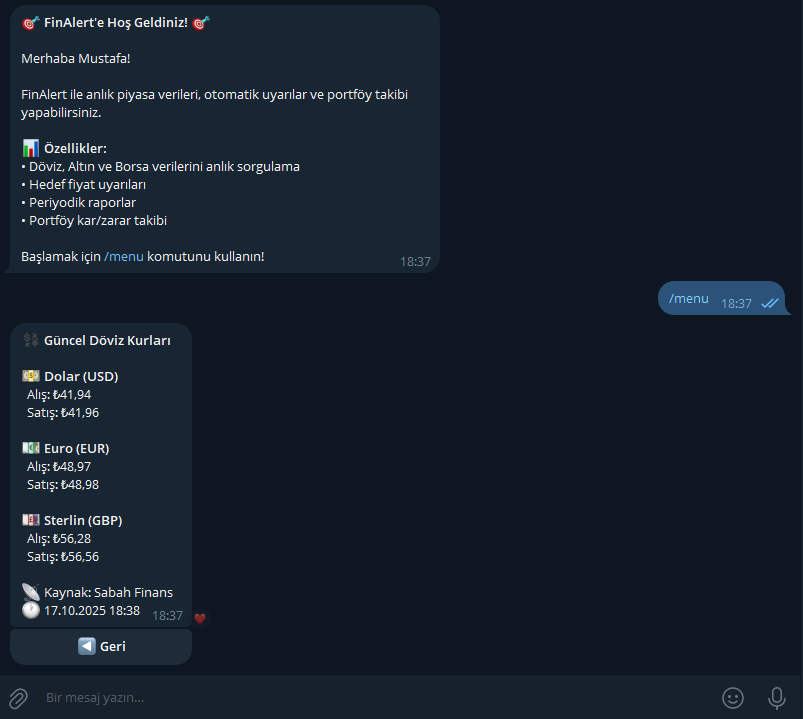 🎯 FinAlert'e Hoş Geldiniz! 🎯
Merhaba Mustafa!
FinAlert ile anlık piyasa verileri, otomatik uyarılar ve portföy takibi
yapabilirsiniz.
📊 Özellikler:
• Döviz, Altın ve Borsa verilerini anlık sorgulama
• Hedef fiyat uyarıları
• Periyodik raporlar
• Portföy kar/zarar takibi
Başlamak için /menu komutunu kullanın!
18:37
/menu 18:37
💱 Güncel Döviz Kurları
💵 Dolar (USD)
Alış: ₺41,94
Satış: ₺41,96
💶 Euro (EUR)
Alış: ₺48,97
Satış: ₺48,98
💷 Sterlin (GBP)
Alış: ₺56,28
Satış: ₺56,56
📡 Kaynak: Sabah Finans
🕐 17.10.2025 18:38
18:37
◀️ Geri
Bir mesaj yazın...